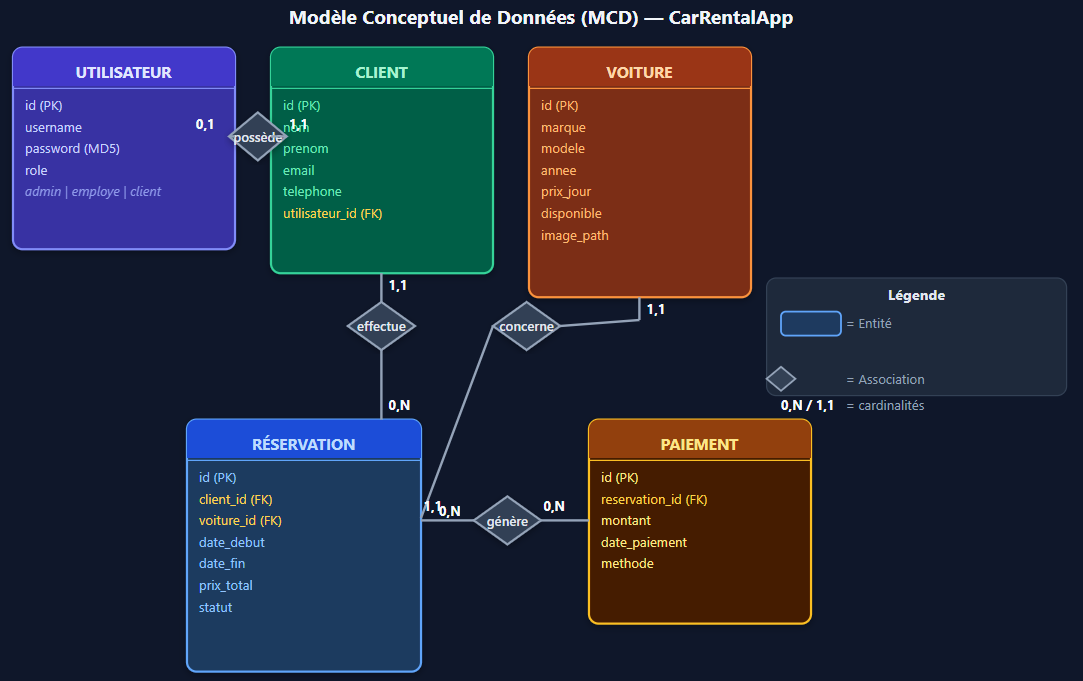 Modèle Conceptuel de Données (MCD) — CarRentalApp
UTILISATEUR
id (PK)
username
password (MD5)
role
admin | employe | client
0,1
possède
1,1
CLIENT
id (PK)
nom
prenom
email
telephone
utilisateur_id (FK)
VOITURE
id (PK)
marque
modele
annee
prix_jour
disponible
image_path
1,1
effectue
0,N
concerne
1,1
Légende
= Entité
= Association
0,N / 1,1 = cardinalités
RÉSERVATION
id (PK)
client_id (FK)
voiture_id (FK)
date_debut
date_fin
prix_total
statut
1,1
0,N
génère
0,N
PAIEMENT
id (PK)
reservation_id (FK)
montant
date_paiement
methode